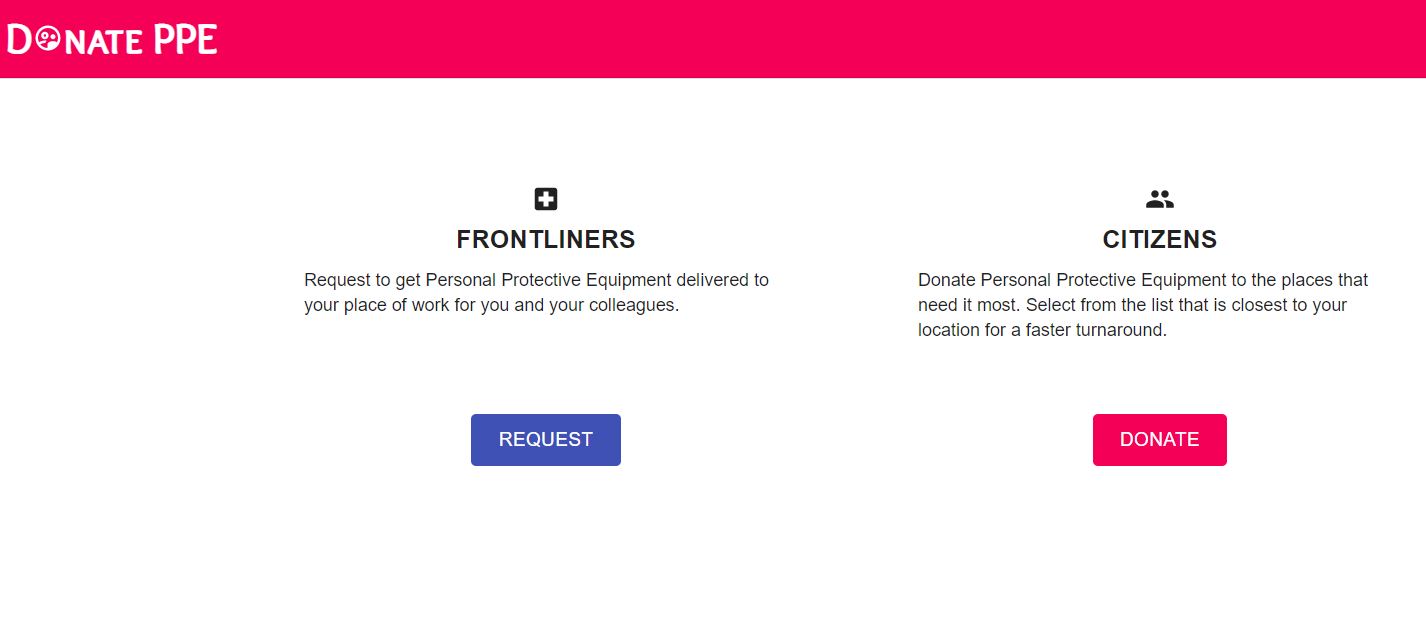 DONATE PPE
FRONTLINERS
Request to get Personal Protective Equipment delivered to
your place of work for you and your colleagues.
REQUEST
CITIZENS
Donate Personal Protective Equipment to the places that
need it most. Select from the list that is closest to your
location for a faster turnaround.
DONATE